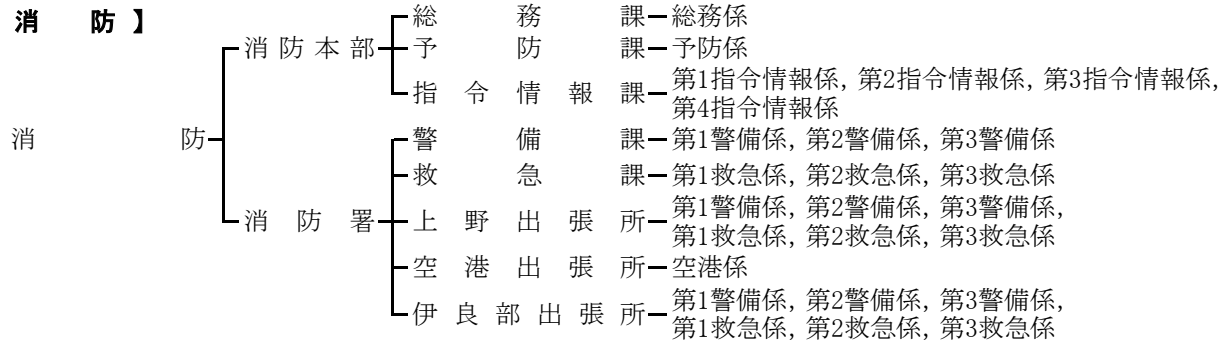 消 防 】
消防
消防本部
総務課 総務係
予防課 予防係
指令情報課 第1指令情報係, 第2指令情報係, 第3指令情報係,
第4指令情報係
消防署
警備課 第1警備係, 第2警備係, 第3警備係
救急課 第1救急係, 第2救急係, 第3救急係
上野出張所 第1警備係, 第2警備係, 第3警備係,
第1救急係, 第2救急係, 第3救急係
空港出張所 空港係
伊良部出張所 第1警備係, 第2警備係, 第3警備係,
第1救急係, 第2救急係, 第3救急係